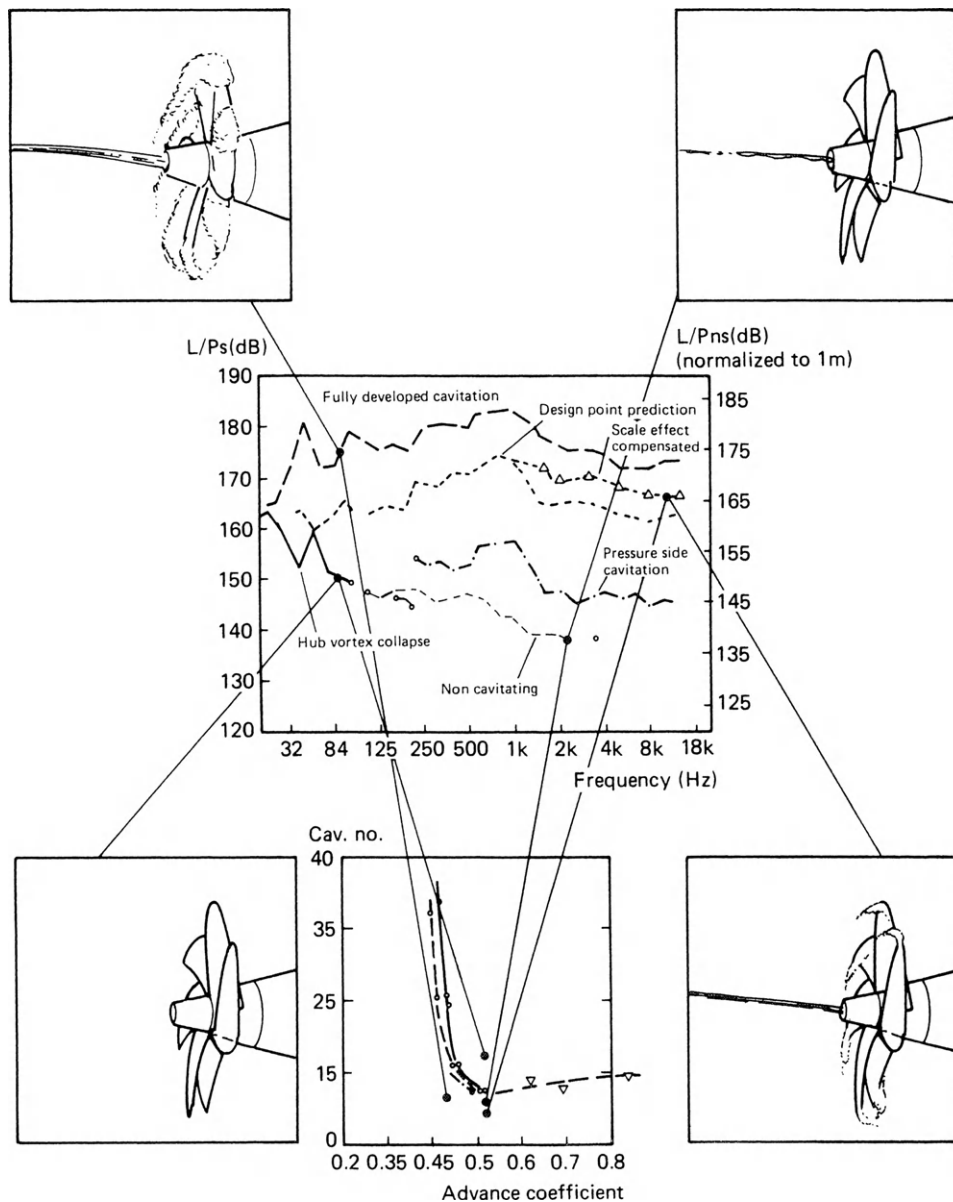 L/Ps(dB)
L/Pns(dB)
(normalized to 1m)
190
180
170
160
150
140
130
120
185
175
165
155
145
135
125
Fully developed cavitation
Design point prediction
Scale effect
compensated
Pressure side
cavitation
Hub vortex collapse
Non cavitating
32 84 125 250 500 1k 2k 4k 8k 18k
Frequency (Hz)
Cav. no.
40
35
25
15
0
0.2 0.35 0.45 0.5 0.6 0.7 0.8
Advance coefficient